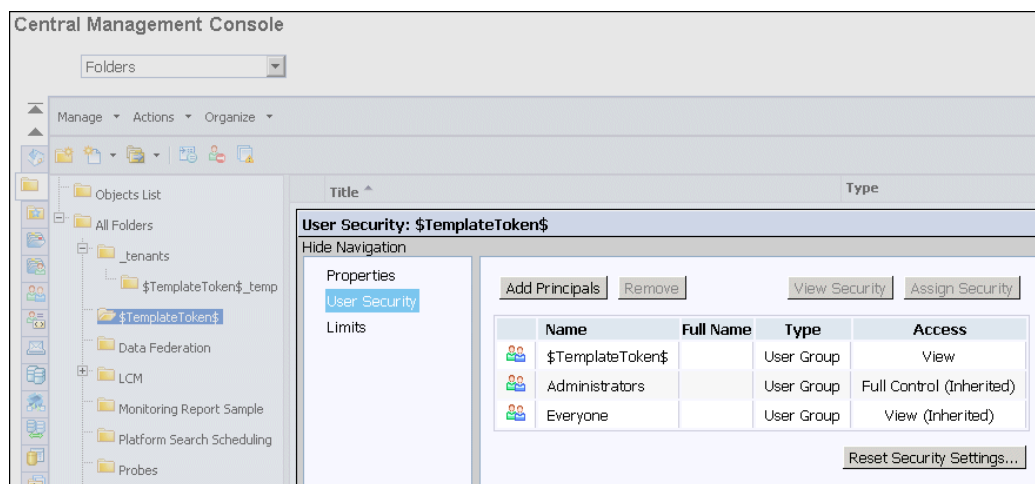 Central Management Console
Folders
Manage Actions Organize
Objects List
All Folders
_tenants
$TemplateToken$_temp
$TemplateToken$
Data Federation
LCM
Monitoring Report Sample
Platform Search Scheduling
Probes
Title Type
User Security: $TemplateToken$
Hide Navigation
Properties
User Security
Limits
Add Principals Remove View Security Assign Security
Name Full Name Type Access
$TemplateToken$ User Group View
Administrators User Group Full Control (Inherited)
Everyone User Group View (Inherited)
Reset Security Settings...